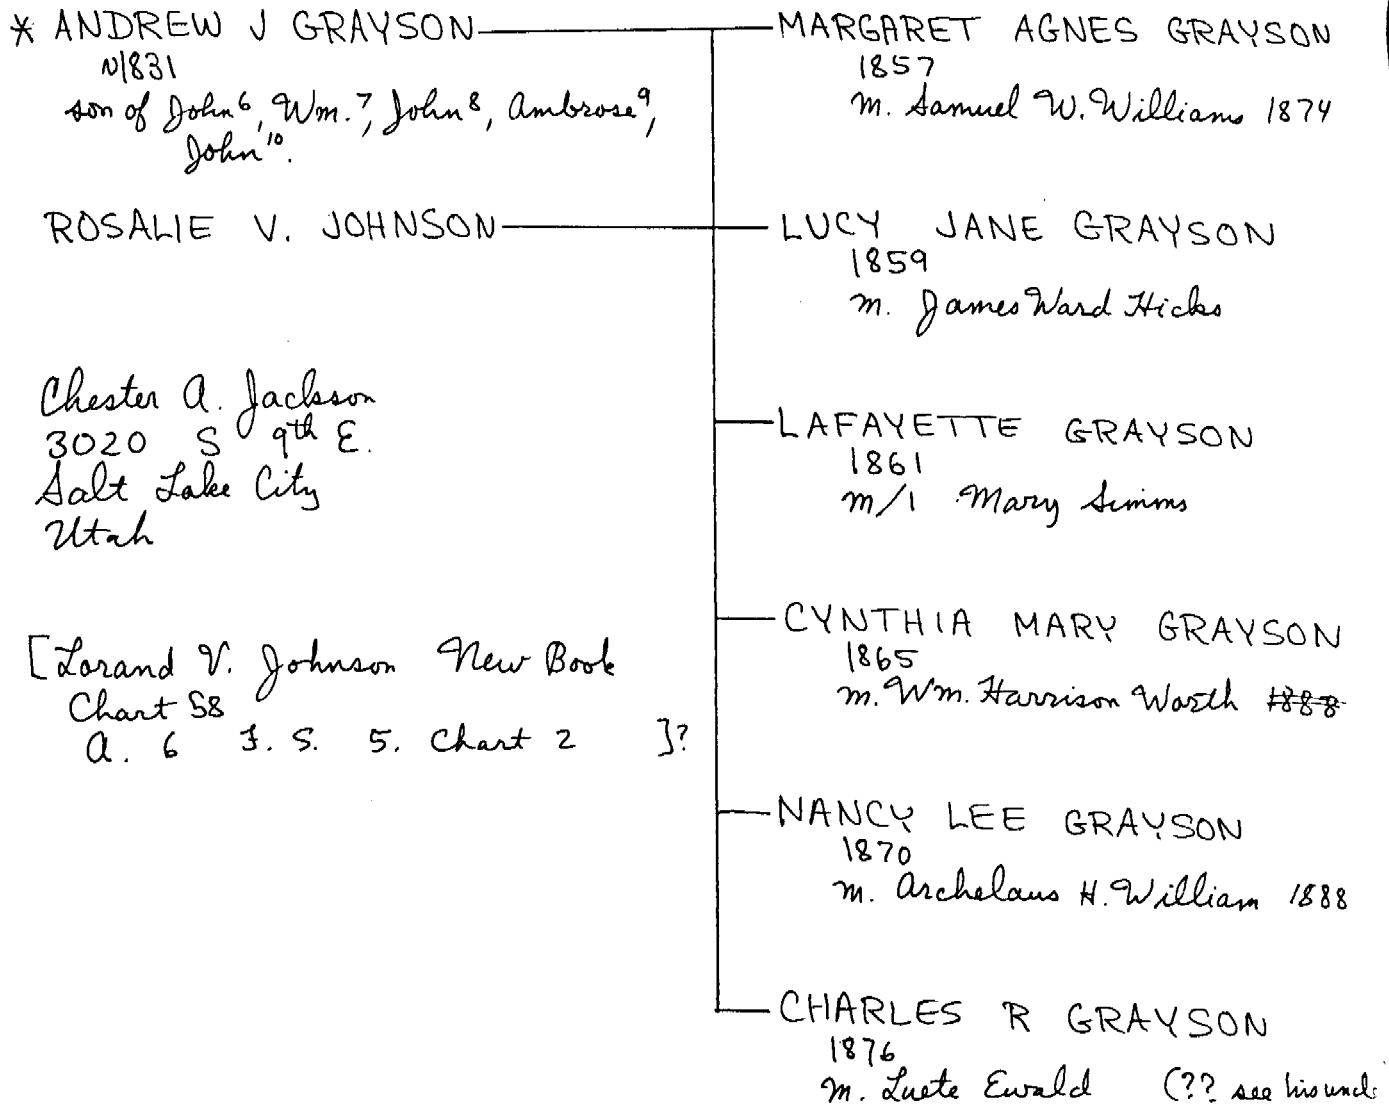 * ANDREW J GRAYSON
N1831
son of John⁶, Wm.⁷, John⁸, Ambrose⁹,
John¹⁰.
ROSALIE V. JOHNSON
Chester A. Jackson
3020 S 9th E.
Salt Lake City
Utah
[Lorand V. Johnson New Book
Chart 58
A. 6 F. S. 5. Chart 2 ]?
MARGARET AGNES GRAYSON
1857
m. Samuel W. Williams 1874
LUCY JANE GRAYSON
1859
m. James Ward Hicks
LAFAYETTE GRAYSON
1861
m/1 Mary Simms
CYNTHIA MARY GRAYSON
1865
m. Wm. Harrison Worth 1888
NANCY LEE GRAYSON
1870
m. Archelaus H. William 1888
CHARLES R GRAYSON
1876
m. Luete Ewald (?? see his uncl